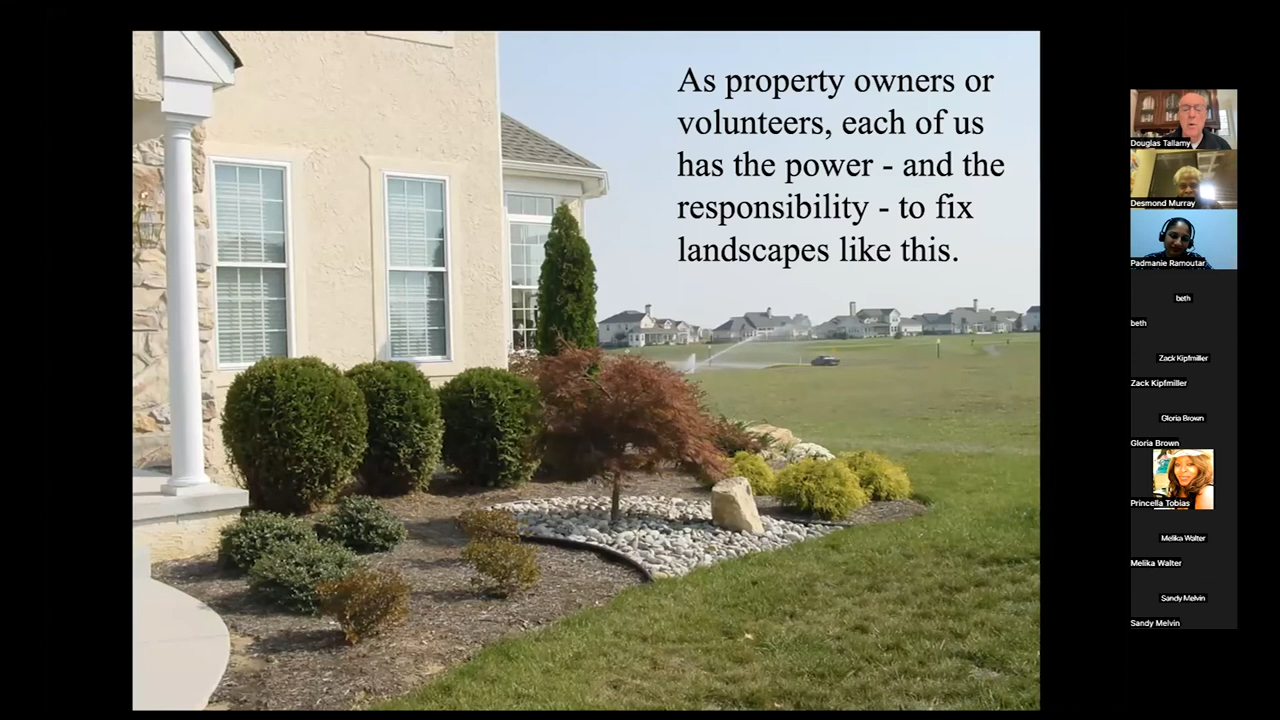 As property owners or
volunteers, each of us
has the power - and the
responsibility - to fix
landscapes like this.
Douglas Tallamy
Desmond Murray
Padmanie Ramoutar
beth
beth
Zack Kipfmiller
Zack Kipfmiller
Gloria Brown
Gloria Brown
Princella Tobias
Melika Walter
Melika Walter
Sandy Melvin
Sandy Melvin